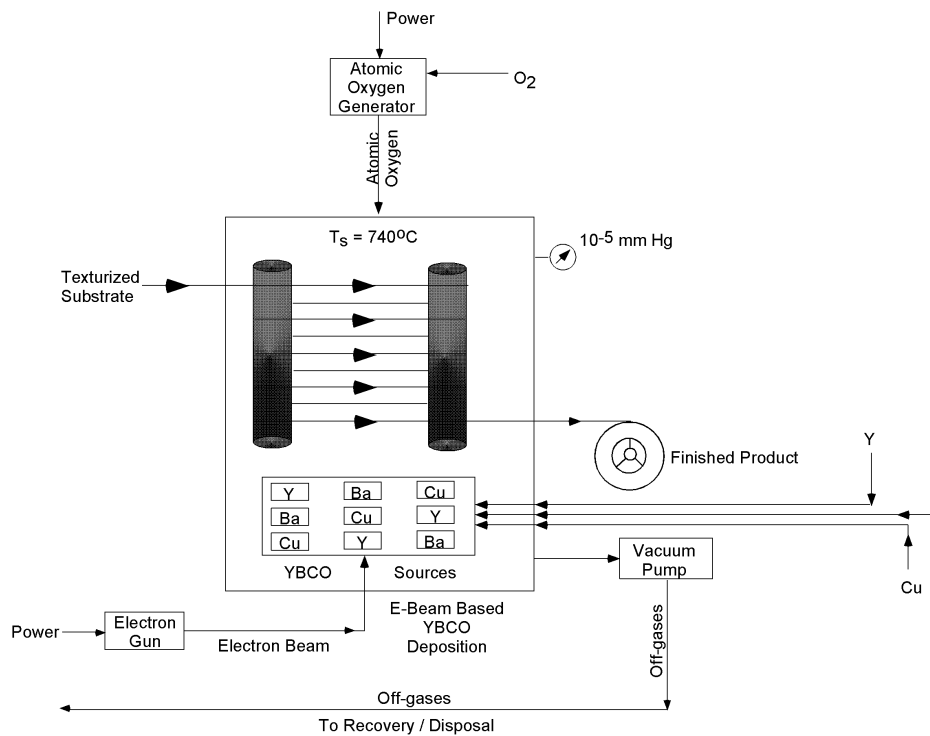 Power
Atomic
Oxygen
Generator
O2
Atomic
Oxygen
Ts = 740oC
10-5 mm Hg
Texturized
Substrate
Finished Product
Y
Y Ba Cu
Ba Cu Y
Cu Y Ba
YBCO Sources
Vacuum
Pump
Cu
E-Beam Based
YBCO
Deposition
Power
Electron
Gun
Electron Beam
Off-gases
Off-gases
To Recovery / Disposal